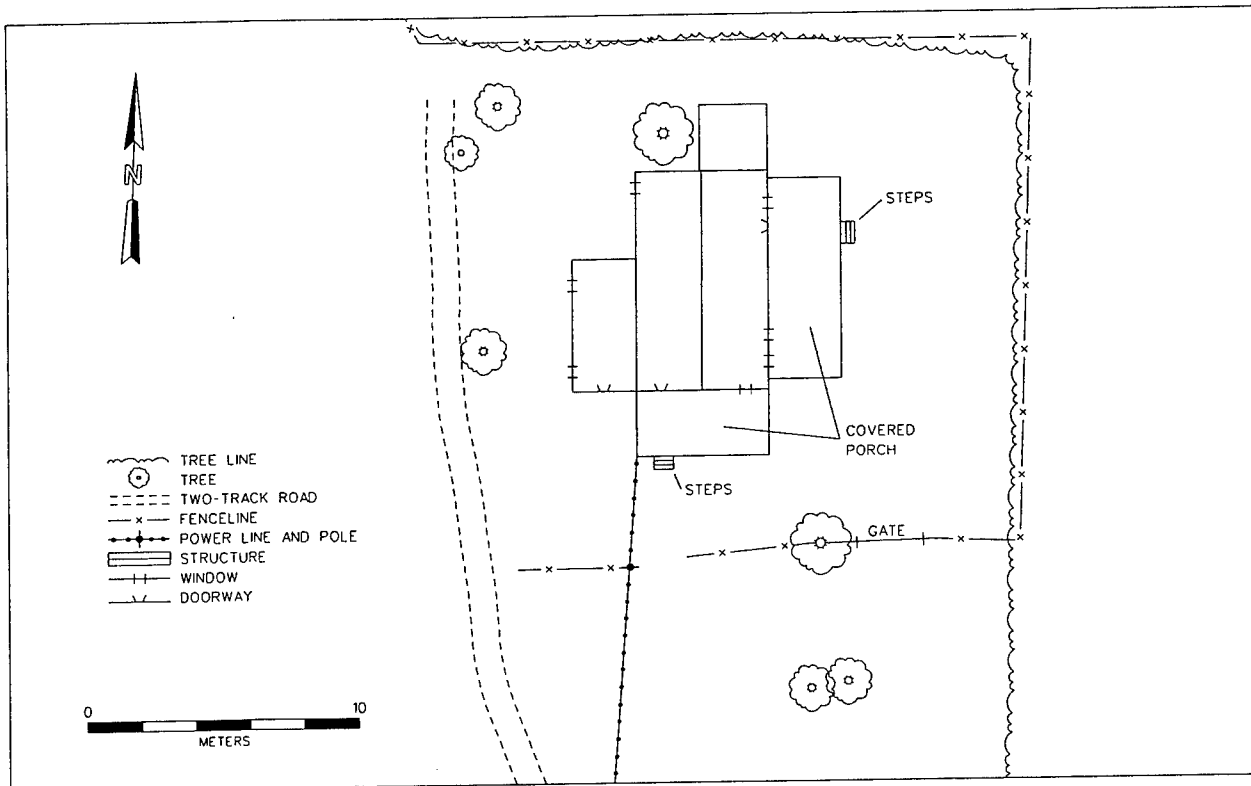 N
STEPS
COVERED
PORCH
TREE LINE
TREE
TWO-TRACK ROAD
FENCELINE
POWER LINE AND POLE
STRUCTURE
WINDOW
DOORWAY
STEPS
GATE
0 10
METERS